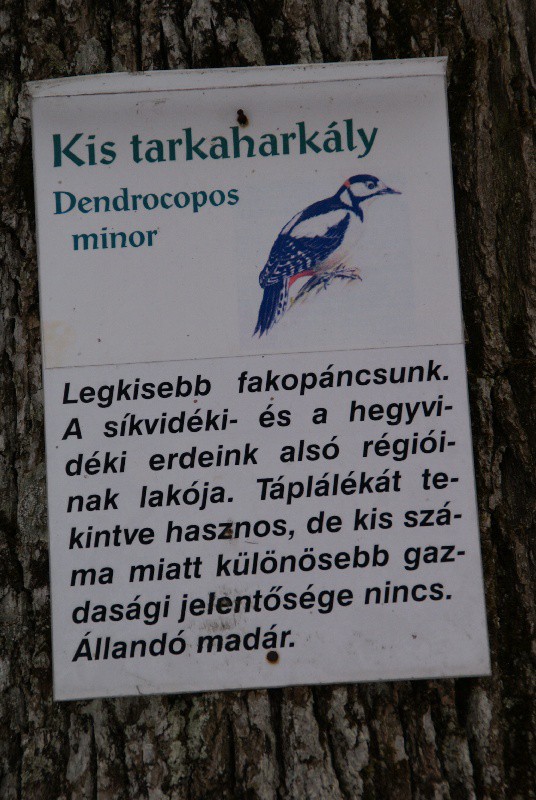 Kis tarkaharkály
Dendrocopos
minor
Legkisebb fakopáncsunk.
A síkvidéki- és a hegyvi-
déki erdeink alsó régiói-
nak lakója. Táplálékát te-
kintve hasznos, de kis szá-
ma miatt különösebb gaz-
dasági jelentősége nincs.
Állandó madár.